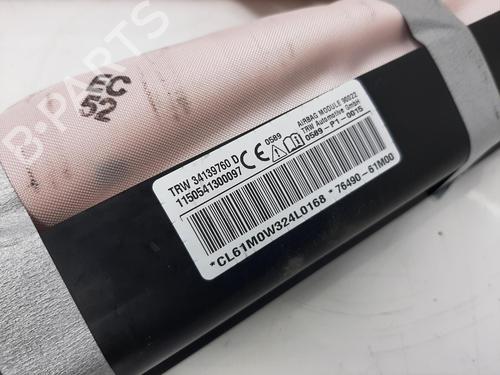 B-PARTS
EC
52
TRW 34139760 D
1150541300097
CE
0589
AIRBAG MODULE 90022
TRW Automotive GmbH
0589-P1-0015
*CL61M0W324L0168 *76490-61M00